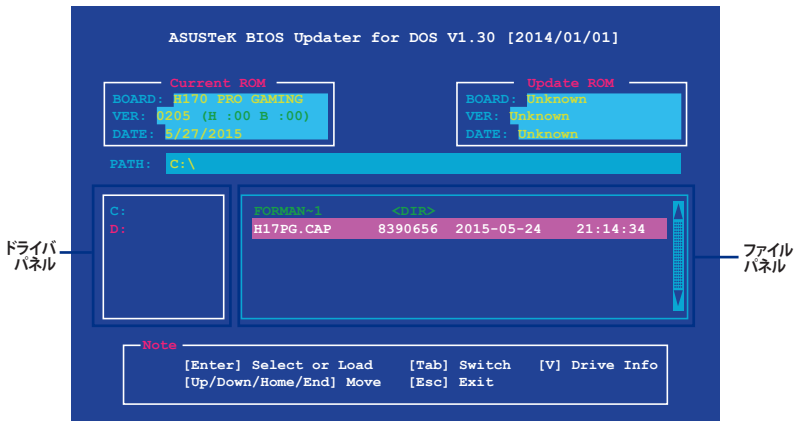 ASUSTeK BIOS Updater for DOS V1.30 [2014/01/01]
Current ROM
BOARD: H170 PRO GAMING
VER: 0205 (H :00 B :00)
DATE: 5/27/2015
Update ROM
BOARD: Unknown
VER: Unknown
DATE: Unknown
PATH: C:\
C:
D:
FORMAN~1 <DIR>
H17PG.CAP 8390656 2015-05-24 21:14:34
ドライバ
パネル
ファイル
パネル
Note
[Enter] Select or Load [Tab] Switch [V] Drive Info
[Up/Down/Home/End] Move [Esc] Exit